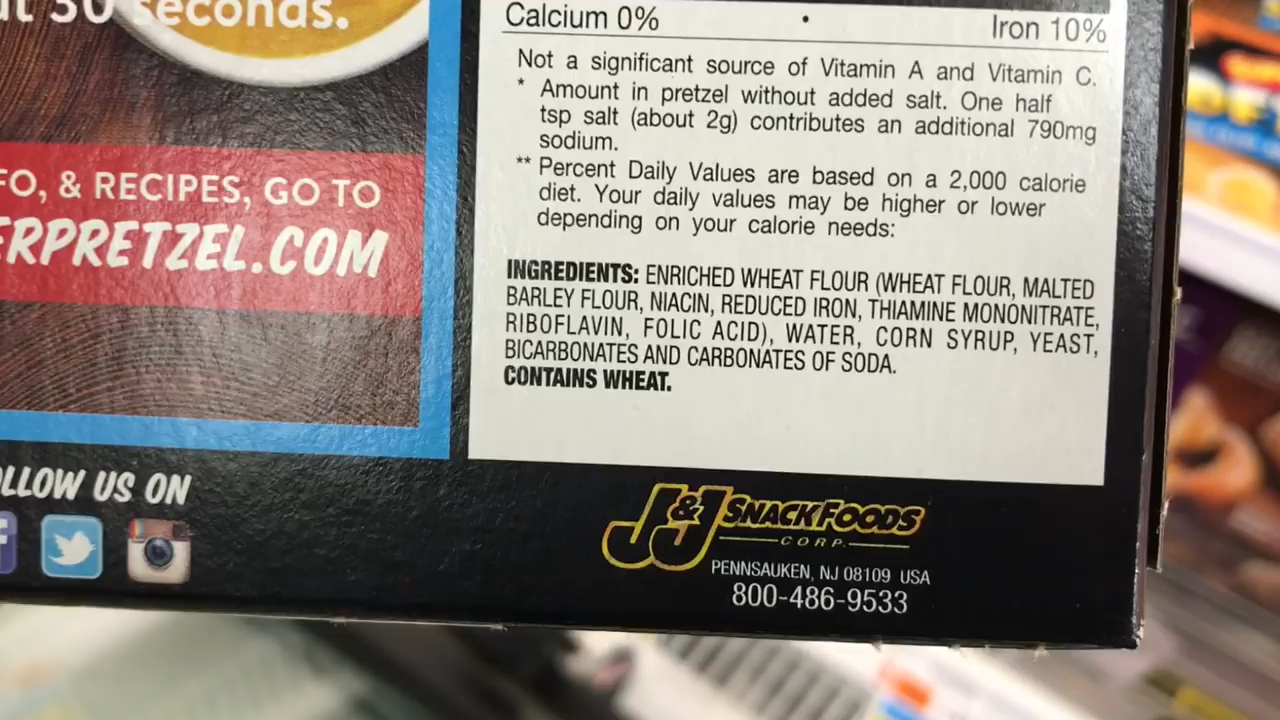 seconds.
& RECIPES, GO TO
ERPRETZEL.COM
US ON
Calcium 0% • Iron 10%
Not a significant source of Vitamin A and Vitamin C.
* Amount in pretzel without added salt. One half
tsp salt (about 2g) contributes an additional 790mg
sodium.
** Percent Daily Values are based on a 2,000 calorie
diet. Your daily values may be higher or lower
depending on your calorie needs:
INGREDIENTS: ENRICHED WHEAT FLOUR (WHEAT FLOUR, MALTED
BARLEY FLOUR, NIACIN, REDUCED IRON, THIAMINE MONONITRATE,
RIBOFLAVIN, FOLIC ACID), WATER, CORN SYRUP, YEAST,
BICARBONATES AND CARBONATES OF SODA.
CONTAINS WHEAT.
J&J SNACK FOODS
CORP.
PENNSAUKEN, NJ 08109 USA
800-486-9533